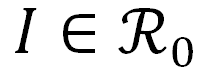 I ∈ ℛ₀